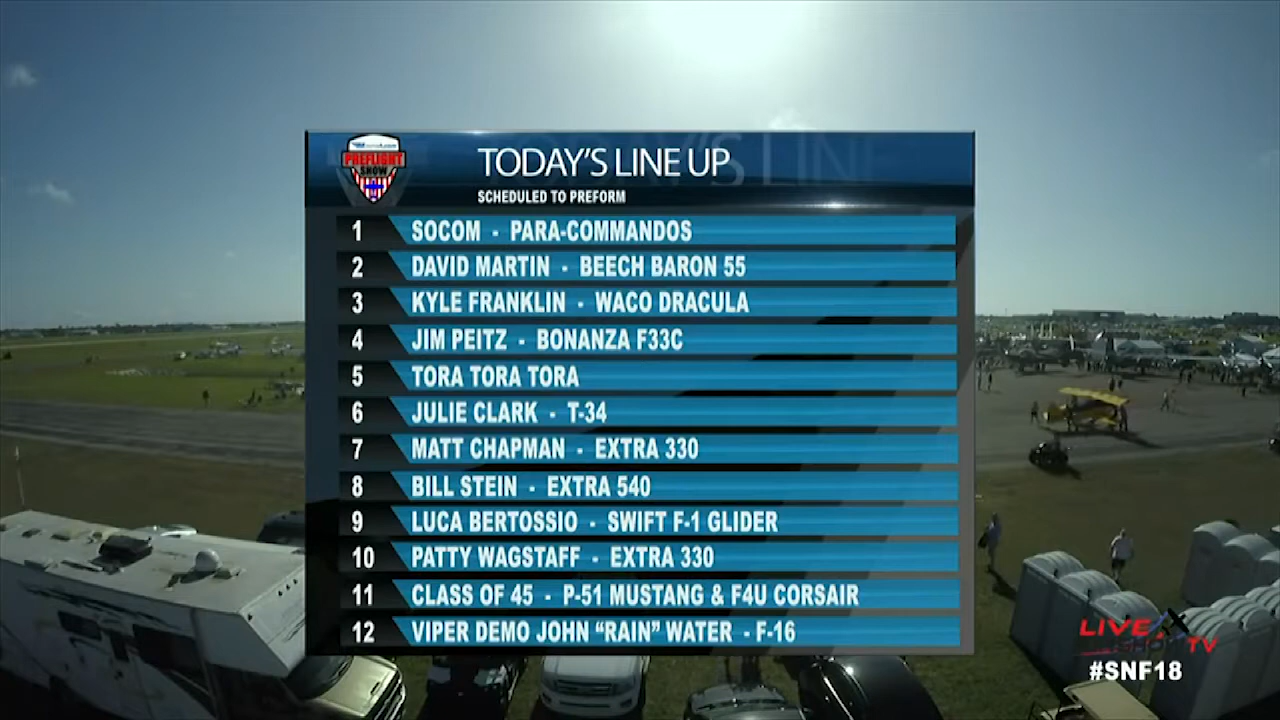 PREFLIGHT
SHOW
TODAY'S LINE UP
SCHEDULED TO PREFORM
1 SOCOM - PARA-COMMANDOS
2 DAVID MARTIN - BEECH BARON 55
3 KYLE FRANKLIN - WACO DRACULA
4 JIM PEITZ - BONANZA F33C
5 TORA TORA TORA
6 JULIE CLARK - T-34
7 MATT CHAPMAN - EXTRA 330
8 BILL STEIN - EXTRA 540
9 LUCA BERTOSSIO - SWIFT F-1 GLIDER
10 PATTY WAGSTAFF - EXTRA 330
11 CLASS OF 45 - P-51 MUSTANG & F4U CORSAIR
12 VIPER DEMO JOHN “RAIN” WATER - F-16
LIVE
TV
#SNF18